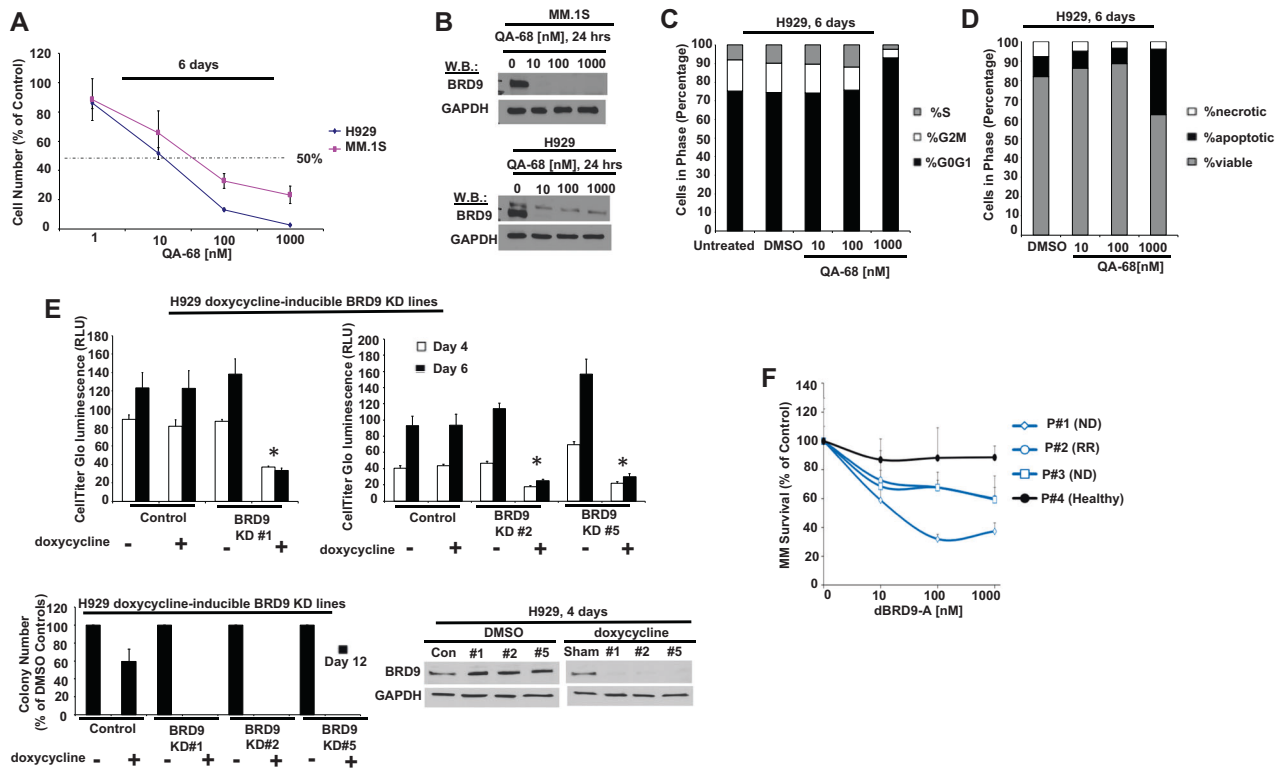 A
120
100
80
60
40
20
0
Cell Number (% of Control)
6 days
50%
H929
MM.1S
1 10 100 1000
QA-68 [nM]
B
MM.1S
QA-68 [nM], 24 hrs
W.B.: 0 10 100 1000
BRD9
GAPDH
H929
QA-68 [nM], 24 hrs
W.B.: 0 10 100 1000
BRD9
GAPDH
C
H929, 6 days
Cells in Phase (Percentage)
100
90
80
70
60
50
40
30
20
10
0
%S
%G2M
%G0G1
Untreated DMSO 10 100 1000
QA-68 [nM]
D
H929, 6 days
Cells in Phase (Percentage)
100
90
80
70
60
50
40
30
20
10
0
%necrotic
%apoptotic
%viable
DMSO 10 100 1000
QA-68[nM]
E
H929 doxycycline-inducible BRD9 KD lines
CellTiter Glo luminescence (RLU)
180
160
140
120
100
80
60
40
20
0
*
Control BRD9 KD #1
doxycycline - + - +
CellTiter Glo luminescence (RLU)
200
180
160
140
120
100
80
60
40
20
0
Day 4
Day 6
* *
Control BRD9 KD #2 BRD9 KD #5
doxycycline - + - + - +
H929 doxycycline-inducible BRD9 KD lines
Colony Number
(% of DMSO Controls)
120
100
80
60
40
20
0
Day 12
Control BRD9 KD#1 BRD9 KD#2 BRD9 KD#5
doxycycline - + - + - + - +
H929, 4 days
DMSO doxycycline
Con #1 #2 #5 Sham #1 #2 #5
BRD9
GAPDH
F
MM Survival (% of Control)
140
120
100
80
60
40
20
0
P#1 (ND)
P#2 (RR)
P#3 (ND)
P#4 (Healthy)
0 10 100 1000
dBRD9-A [nM]